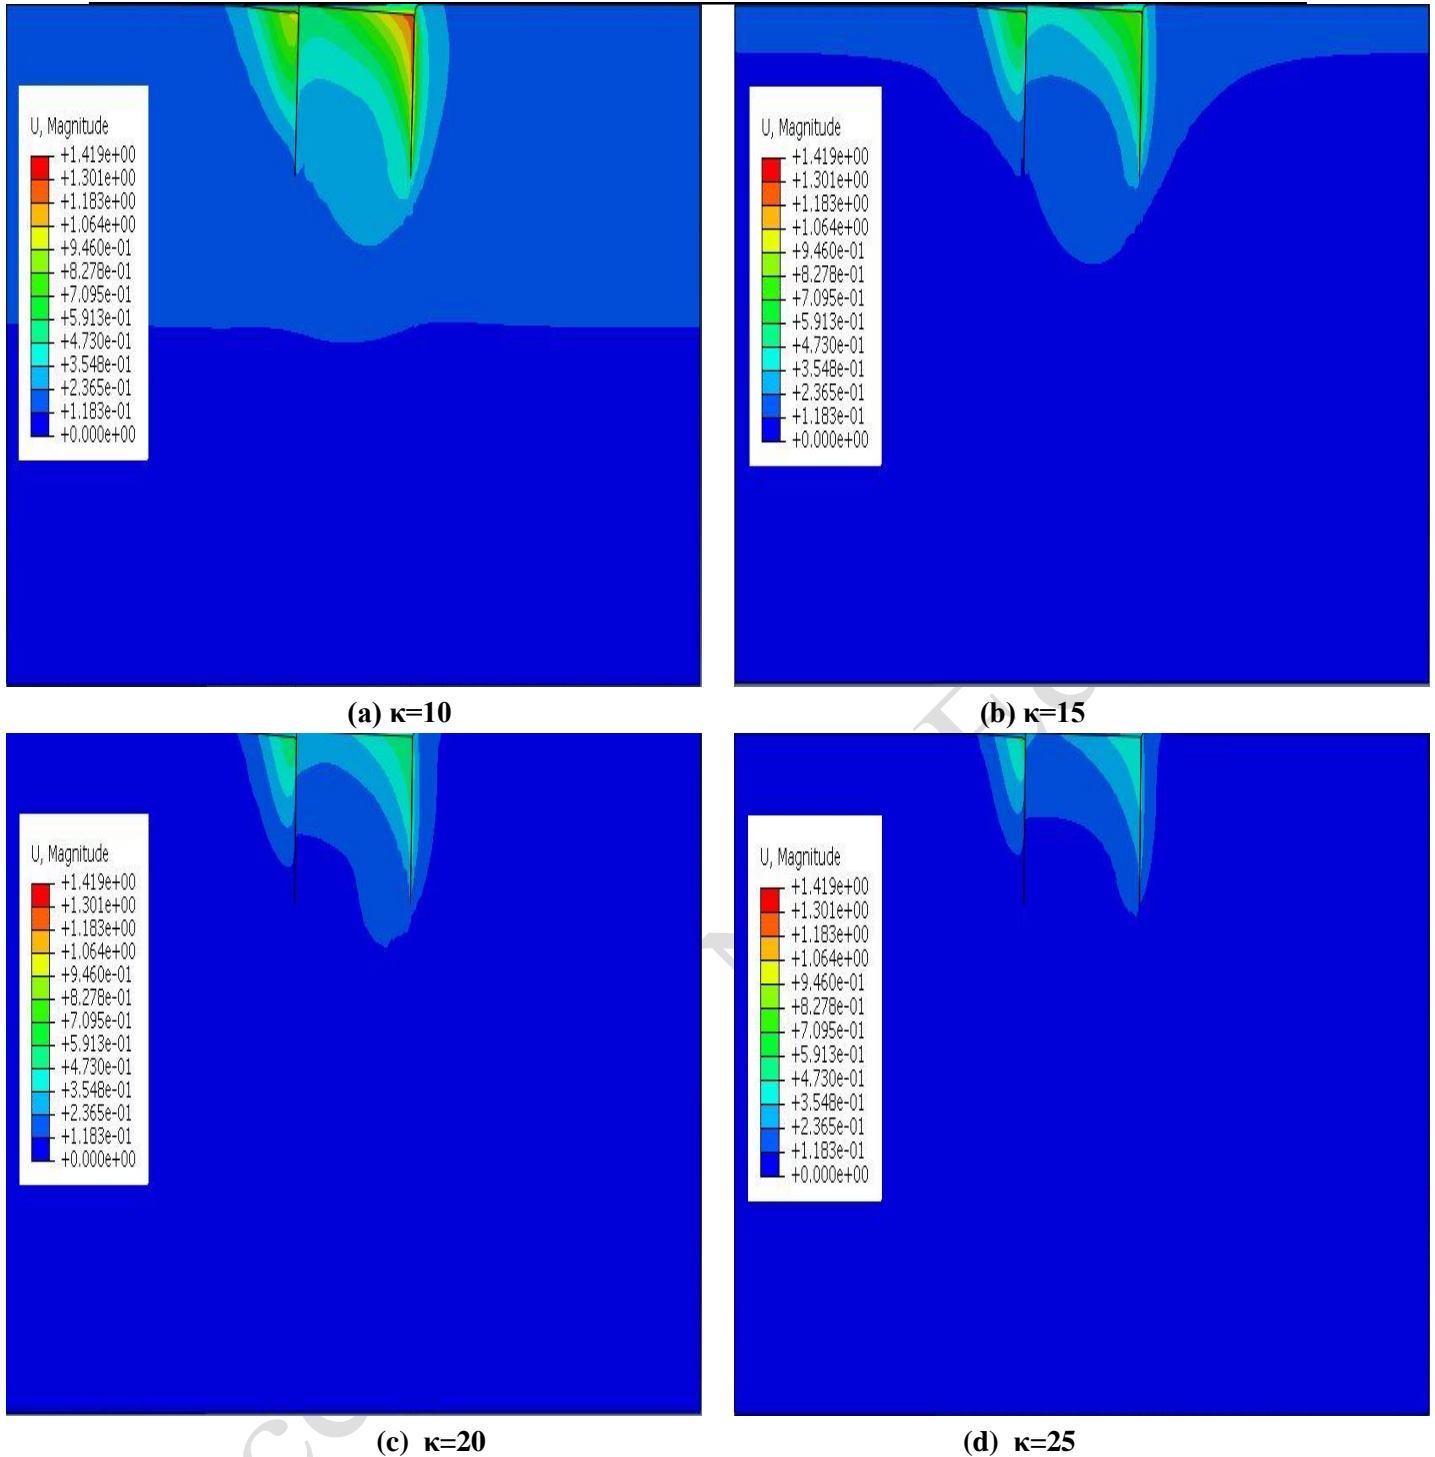 U, Magnitude
+1.419e+00
+1.301e+00
+1.183e+00
+1.064e+00
+9.460e-01
+8.278e-01
+7.095e-01
+5.913e-01
+4.730e-01
+3.548e-01
+2.365e-01
+1.183e-01
+0.000e+00
U, Magnitude
+1.419e+00
+1.301e+00
+1.183e+00
+1.064e+00
+9.460e-01
+8.278e-01
+7.095e-01
+5.913e-01
+4.730e-01
+3.548e-01
+2.365e-01
+1.183e-01
+0.000e+00
(a) κ=10
(b) κ=15
U, Magnitude
+1.419e+00
+1.301e+00
+1.183e+00
+1.064e+00
+9.460e-01
+8.278e-01
+7.095e-01
+5.913e-01
+4.730e-01
+3.548e-01
+2.365e-01
+1.183e-01
+0.000e+00
U, Magnitude
+1.419e+00
+1.301e+00
+1.183e+00
+1.064e+00
+9.460e-01
+8.278e-01
+7.095e-01
+5.913e-01
+4.730e-01
+3.548e-01
+2.365e-01
+1.183e-01
+0.000e+00
(c) κ=20
(d) κ=25